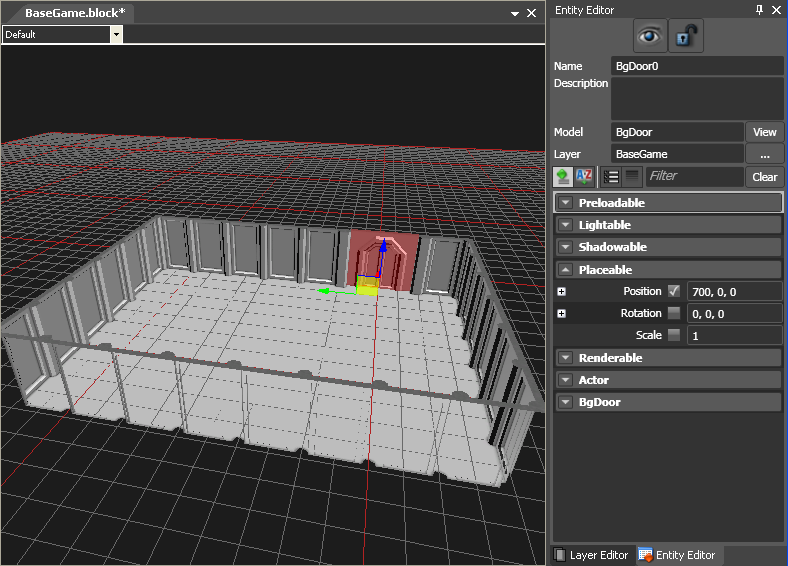 BaseGame.block*
Default
Entity Editor
Name BgDoor0
Description
Model BgDoor View
Layer BaseGame ...
AZ Filter Clear
Preloadable
Lightable
Shadowable
Placeable
Position 700, 0, 0
Rotation 0, 0, 0
Scale 1
Renderable
Actor
BgDoor
Layer Editor Entity Editor